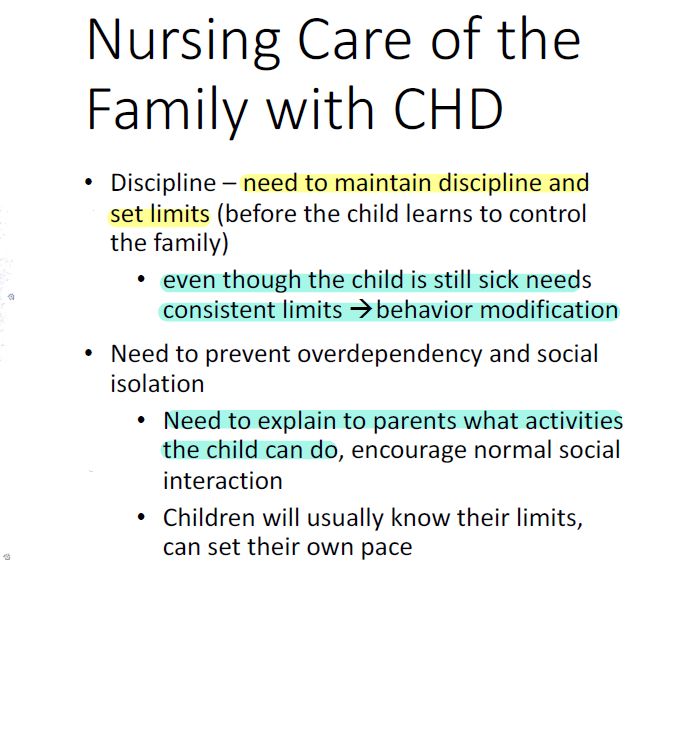 Nursing Care of the
Family with CHD
• Discipline – need to maintain discipline and
set limits (before the child learns to control
the family)
• even though the child is still sick needs
consistent limits →behavior modification
• Need to prevent overdependency and social
isolation
• Need to explain to parents what activities
the child can do, encourage normal social
interaction
• Children will usually know their limits,
can set their own pace